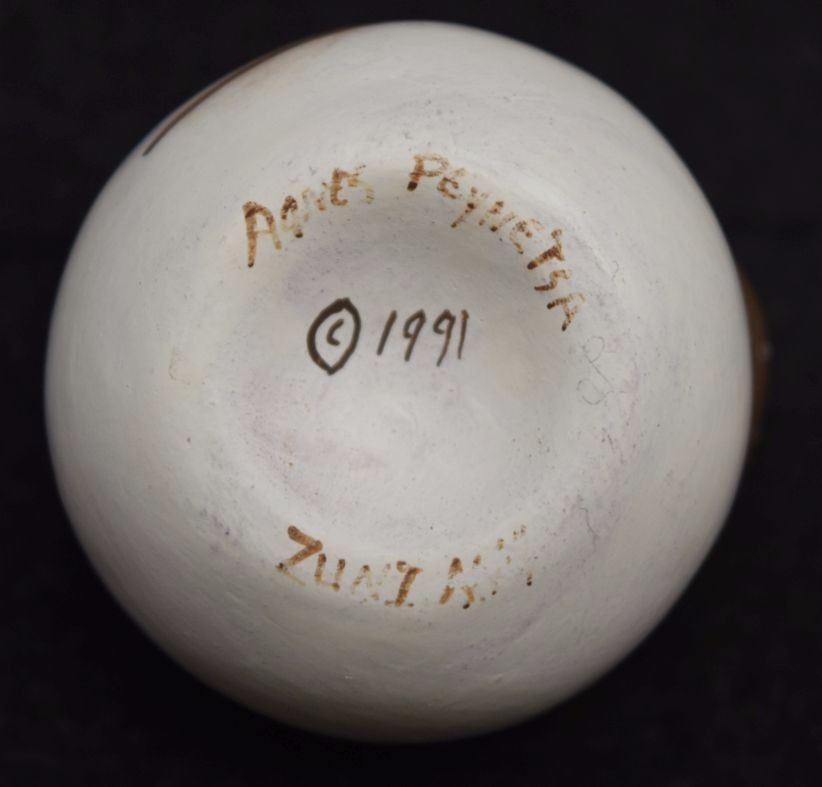 AGNES PEYNETSA
© 1991
ZUNI N.M.